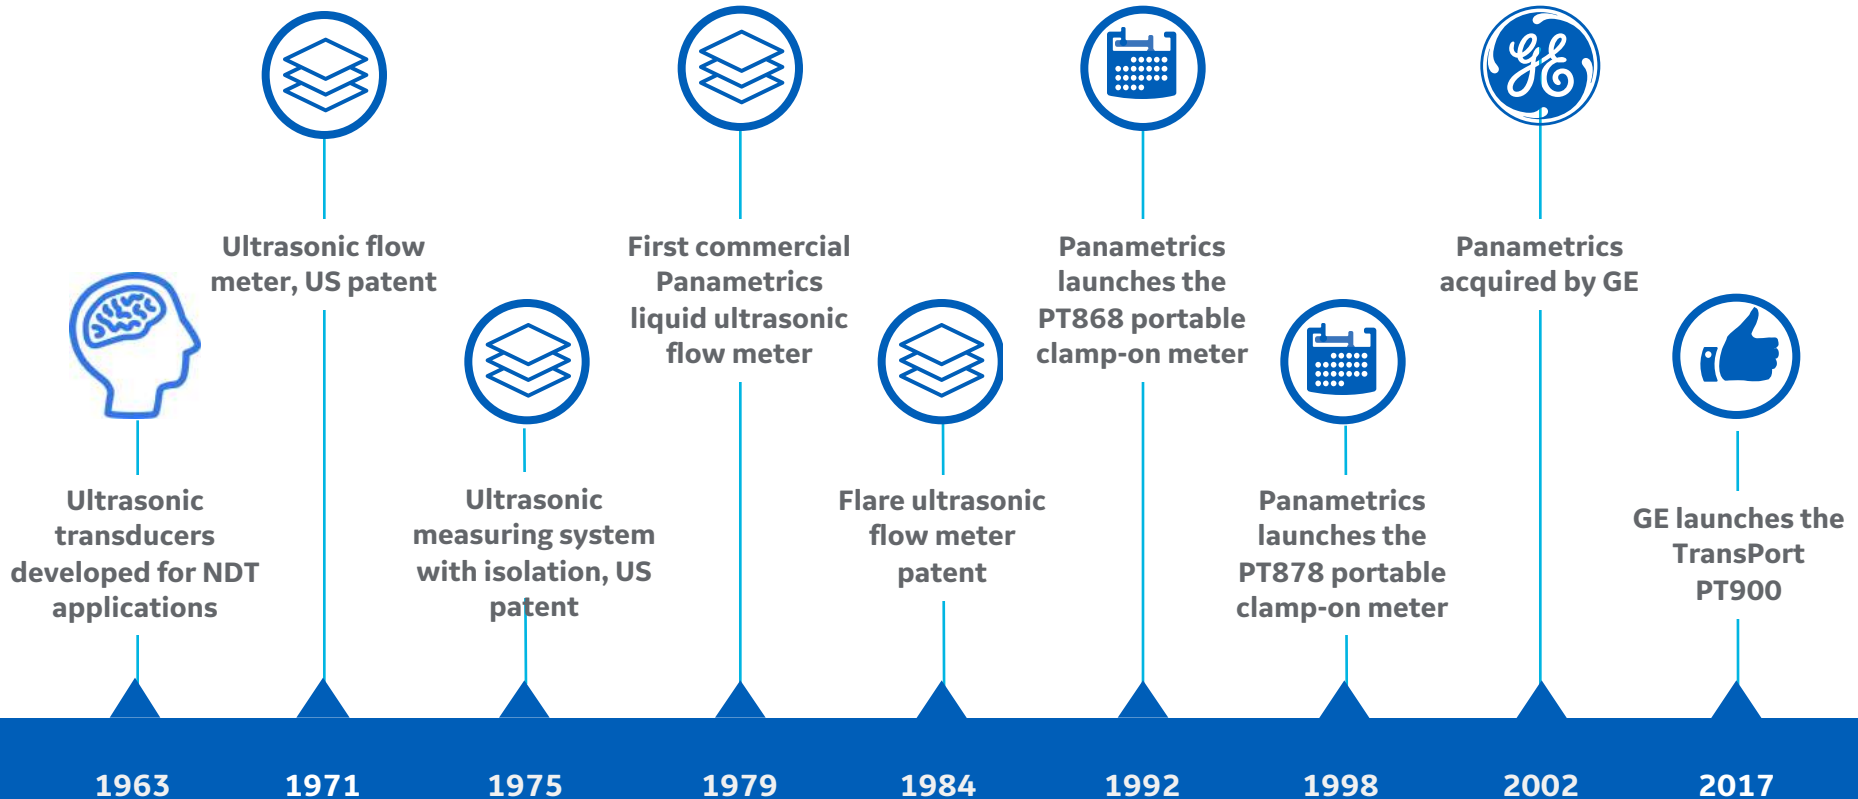 Ultrasonic
transducers
developed for NDT
applications
Ultrasonic flow
meter, US patent
Ultrasonic
measuring system
with isolation, US
patent
First commercial
Panametrics
liquid ultrasonic
flow meter
Flare ultrasonic
flow meter
patent
Panametrics
launches the
PT868 portable
clamp-on meter
Panametrics
launches the
PT878 portable
clamp-on meter
GE
Panametrics
acquired by GE
GE launches the
TransPort
PT900
1963
1971
1975
1979
1984
1992
1998
2002
2017